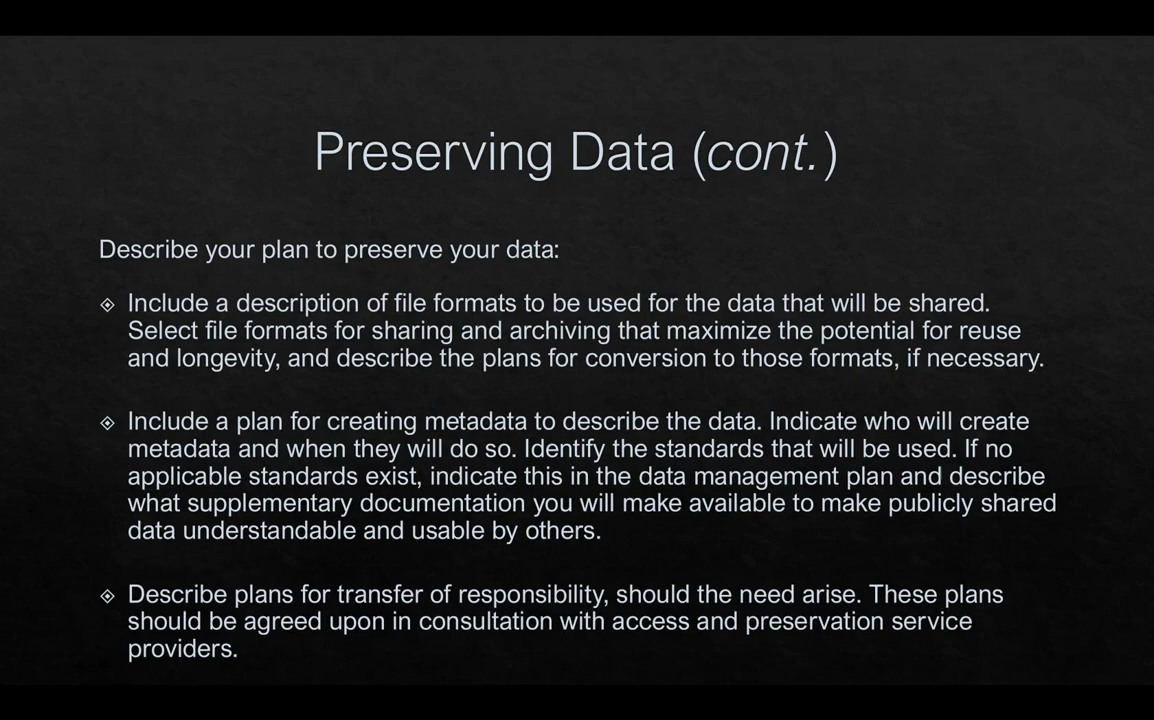 Preserving Data (cont.)
Describe your plan to preserve your data:
Include a description of file formats to be used for the data that will be shared.
Select file formats for sharing and archiving that maximize the potential for reuse
and longevity, and describe the plans for conversion to those formats, if necessary.
Include a plan for creating metadata to describe the data. Indicate who will create
metadata and when they will do so. Identify the standards that will be used. If no
applicable standards exist, indicate this in the data management plan and describe
what supplementary documentation you will make available to make publicly shared
data understandable and usable by others.
Describe plans for transfer of responsibility, should the need arise. These plans
should be agreed upon in consultation with access and preservation service
providers.